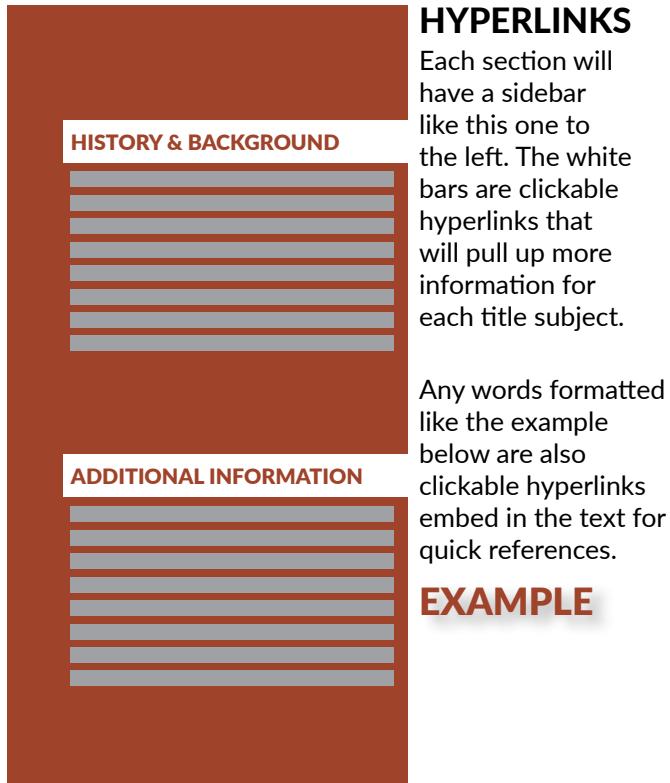 HISTORY & BACKGROUND
ADDITIONAL INFORMATION
HYPERLINKS
Each section will
have a sidebar
like this one to
the left. The white
bars are clickable
hyperlinks that
will pull up more
information for
each title subject.
Any words formatted
like the example
below are also
clickable hyperlinks
embed in the text for
quick references.
EXAMPLE